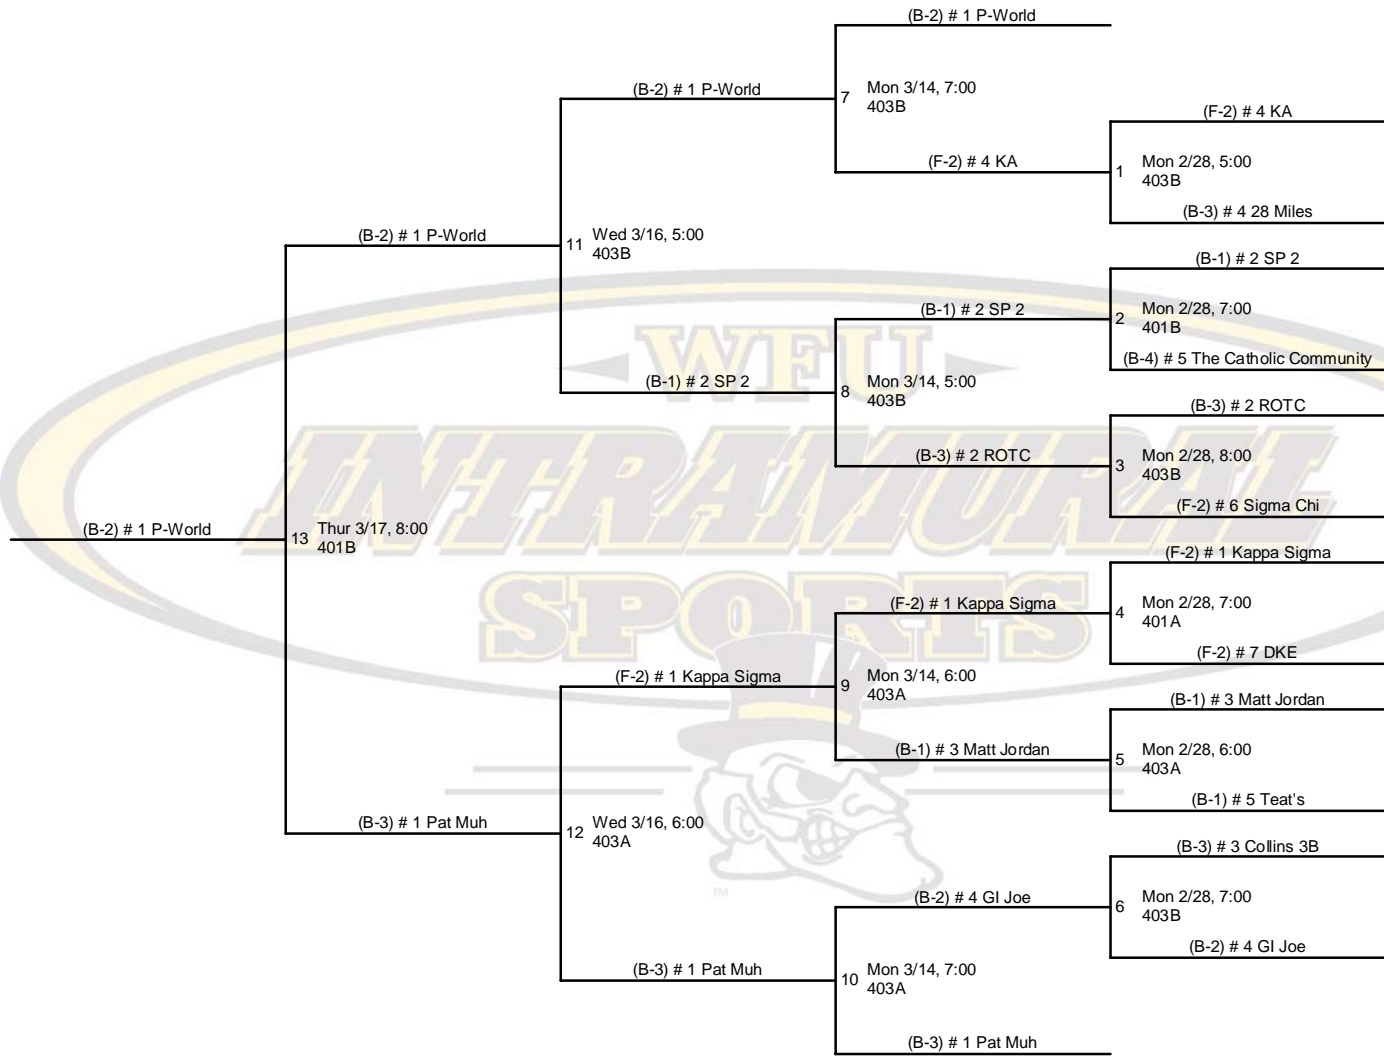 (B-2) # 1 P-World
(B-2) # 1 P-World
7 Mon 3/14, 7:00
403B
(F-2) # 4 KA
(F-2) # 4 KA
1 Mon 2/28, 5:00
403B
(B-3) # 4 28 Miles
(B-2) # 1 P-World
11 Wed 3/16, 5:00
403B
(B-1) # 2 SP 2
(B-1) # 2 SP 2
2 Mon 2/28, 7:00
401B
(B-4) # 5 The Catholic Community
(B-1) # 2 SP 2
8 Mon 3/14, 5:00
403B
(B-3) # 2 ROTC
(B-3) # 2 ROTC
3 Mon 2/28, 8:00
403B
(F-2) # 6 Sigma Chi
WFU
INTRAMURAL
SPORTS
(B-2) # 1 P-World
13 Thur 3/17, 8:00
401B
(F-2) # 1 Kappa Sigma
(F-2) # 1 Kappa Sigma
4 Mon 2/28, 7:00
401A
(F-2) # 7 DKE
(F-2) # 1 Kappa Sigma
9 Mon 3/14, 6:00
403A
(B-1) # 3 Matt Jordan
(B-1) # 3 Matt Jordan
5 Mon 2/28, 6:00
403A
(B-1) # 5 Teat's
(B-3) # 1 Pat Muh
12 Wed 3/16, 6:00
403A
(B-3) # 3 Collins 3B
(B-2) # 4 GI Joe
6 Mon 2/28, 7:00
403B
(B-2) # 4 GI Joe
(B-3) # 1 Pat Muh
10 Mon 3/14, 7:00
403A
(B-3) # 1 Pat Muh
TM